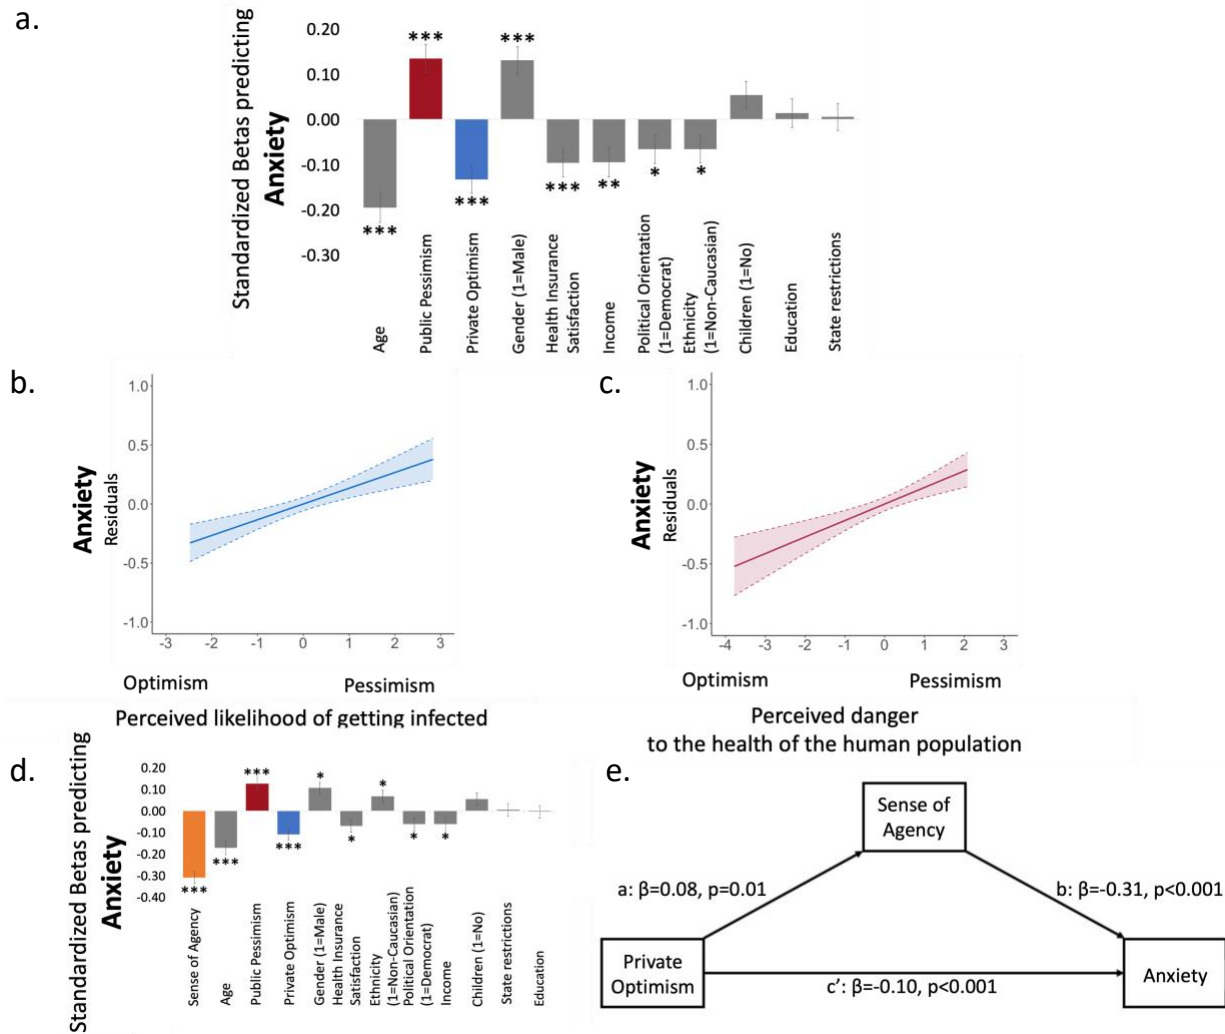 a.
Standardized Betas predicting
Anxiety
0.20
0.10
0.00
-0.10
-0.20
-0.30
***
***
***
***
***
**
*
*
Age
Public Pessimism
Private Optimism
Gender (1=Male)
Health Insurance
Satisfaction
Income
Political Orientation
(1=Democrat)
Ethnicity
(1=Non-Caucasian)
Children (1=No)
Education
State restrictions
b.
Anxiety
Residuals
1.0
0.5
0.0
-0.5
-1.0
-3 -2 -1 0 1 2 3
Optimism Pessimism
Perceived likelihood of getting infected
c.
Anxiety
Residuals
1.0
0.5
0.0
-0.5
-1.0
-4 -3 -2 -1 0 1 2 3
Optimism Pessimism
Perceived danger
to the health of the human population
d.
Standardized Betas predicting
Anxiety
0.20
0.10
0.00
-0.10
-0.20
-0.30
-0.40
***
***
***
***
*
*
*
*
*
Sense of Agency
Age
Public Pessimism
Private Optimism
Gender (1=Male)
Health Insurance
Satisfaction
Ethnicity
(1=Non-Caucasian)
Political Orientation
(1=Democrat)
Income
Children (1=No)
State restrictions
Education
e.
Sense of
Agency
a: β=0.08, p=0.01
b: β=-0.31, p<0.001
Private
Optimism
c’: β=-0.10, p<0.001
Anxiety